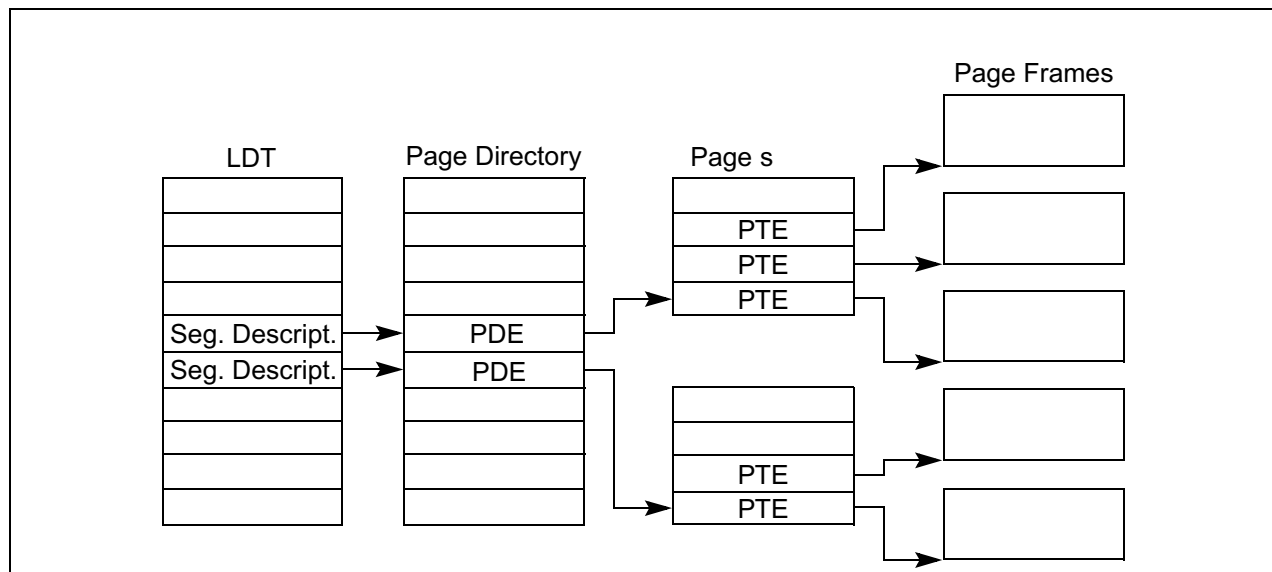 Page Frames
LDT
Page Directory
Page s
PTE
PTE
PTE
Seg. Descript.
PDE
Seg. Descript.
PDE
PTE
PTE